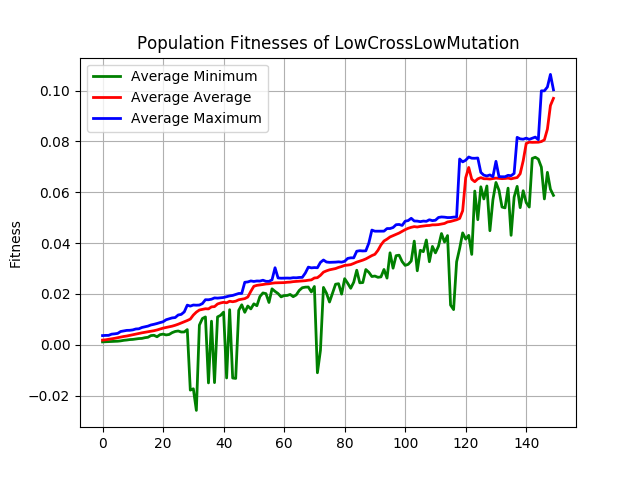 Population Fitnesses of LowCrossLowMutation
Average Minimum
Average Average
Average Maximum
Fitness
0.10
0.08
0.06
0.04
0.02
0.00
−0.02
0 20 40 60 80 100 120 140